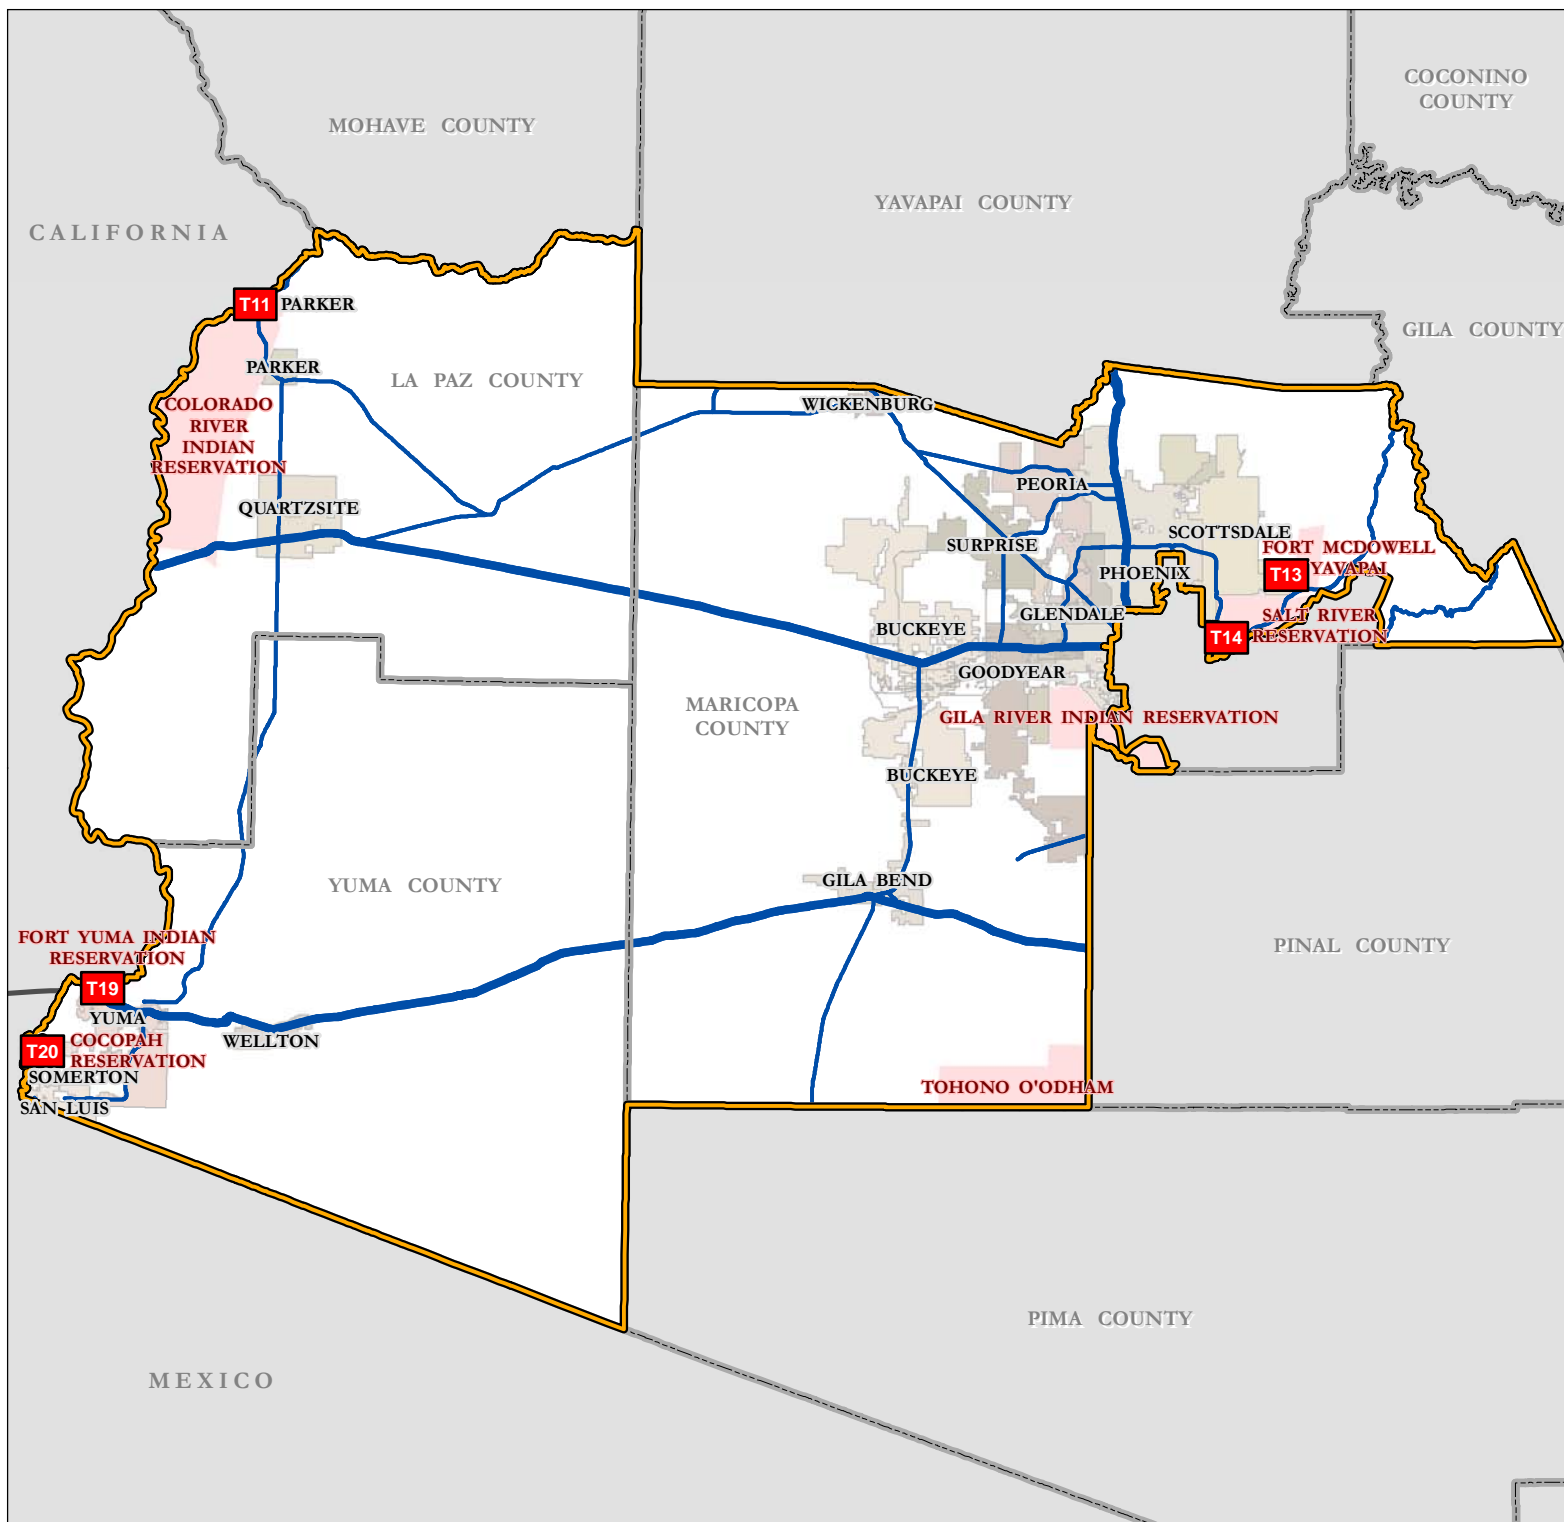 COCONINO
COUNTY
MOHAVE COUNTY
YAVAPAI COUNTY
CALIFORNIA
T11 PARKER
GILA COUNTY
PARKER
LA PAZ COUNTY
COLORADO
RIVER
INDIAN
RESERVATION
WICKENBURG
PEORIA
QUARTZSITE
SCOTTSDALE
SURPRISE
FORT MCDOWELL
YAVAPAI
T13
PHOENIX
GLENDALE
SALT RIVER
RESERVATION
T14
BUCKEYE
GOODYEAR
MARICOPA
COUNTY
GILA RIVER INDIAN RESERVATION
BUCKEYE
YUMA COUNTY
GILA BEND
FORT YUMA INDIAN
RESERVATION
T19
PINAL COUNTY
YUMA
WELLTON
COCOPAH
RESERVATION
T20
SOMERTON
SAN LUIS
TOHONO O'ODHAM
PIMA COUNTY
MEXICO